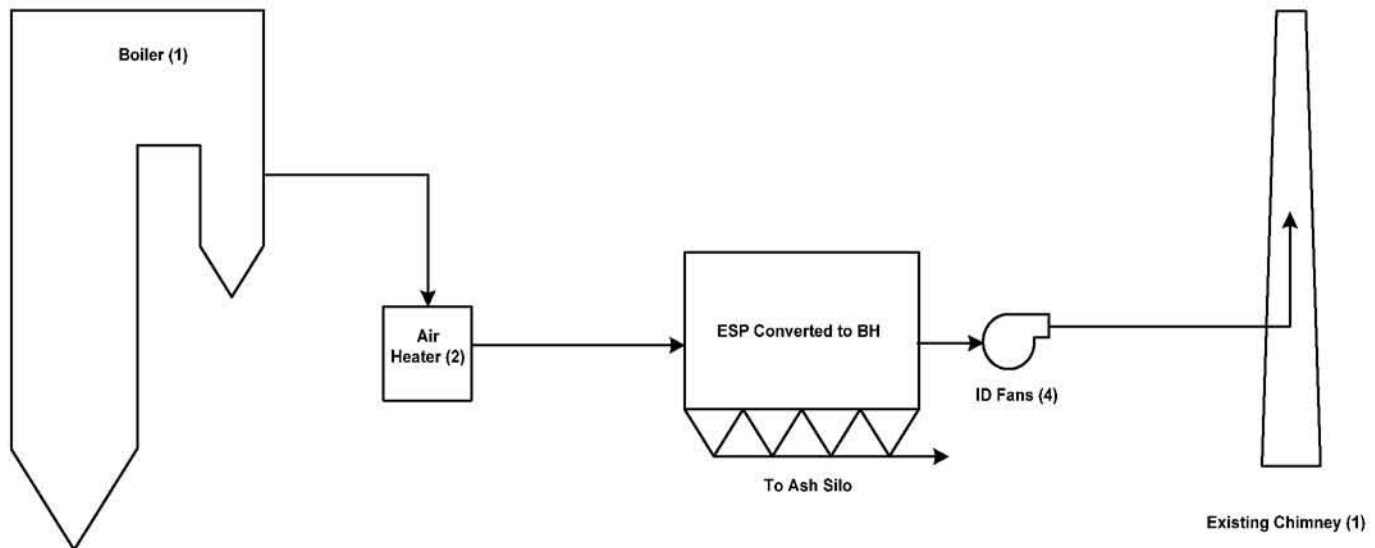 Boiler (1)
Air
Heater (2)
ESP Converted to BH
ID Fans (4)
To Ash Silo
Existing Chimney (1)